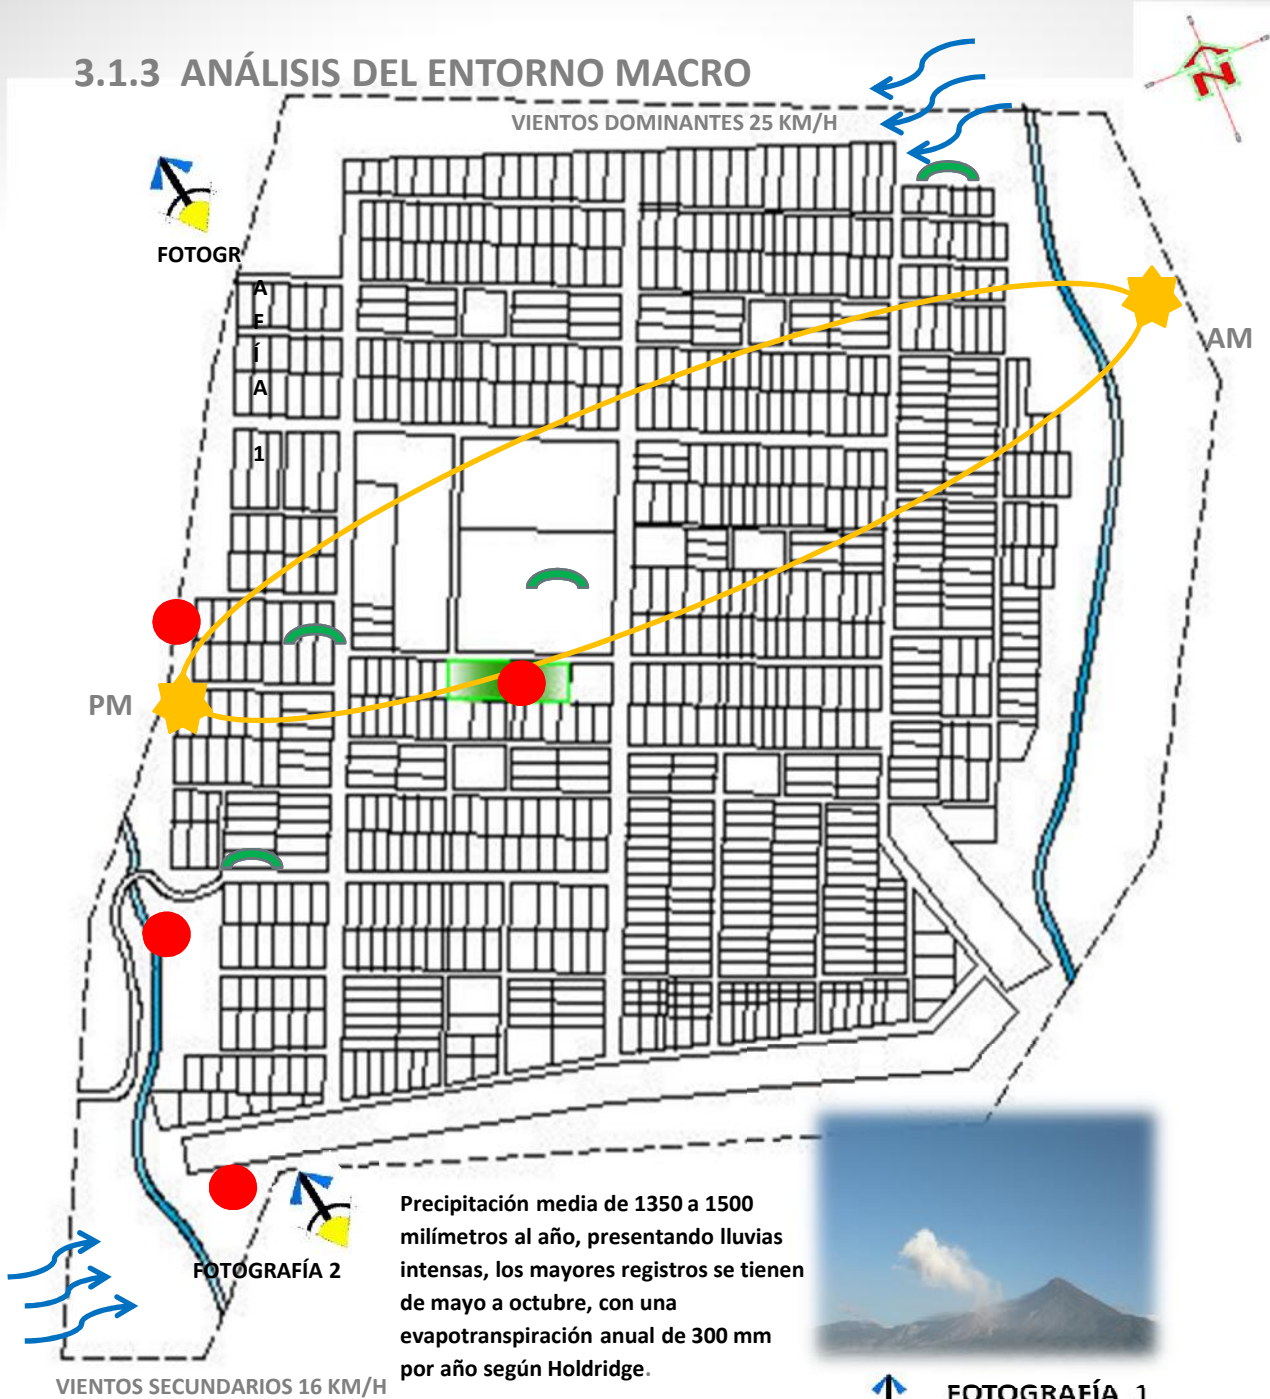 3.1.3 ANÁLISIS DEL ENTORNO MACRO
VIENTOS DOMINANTES 25 KM/H
N
FOTOGR
A
F
Í
A
1
AM
PM
Precipitación media de 1350 a 1500
milímetros al año, presentando lluvias
intensas, los mayores registros se tienen
de mayo a octubre, con una
evapotranspiración anual de 300 mm
por año según Holdridge.
FOTOGRAFÍA 2
VIENTOS SECUNDARIOS 16 KM/H
FOTOGRAFÍA 1